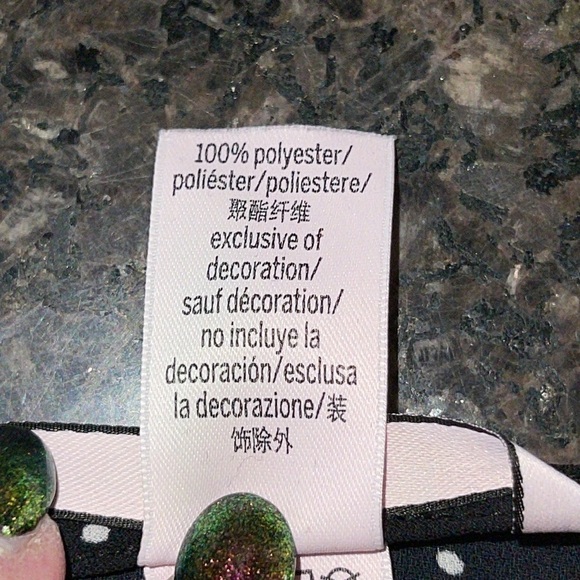 100% polyester/
poliéster/poliestere/
聚酯纤维
exclusive of
decoration/
sauf décoration/
no incluye la
decoración/esclusa
la decorazione/装
饰除外